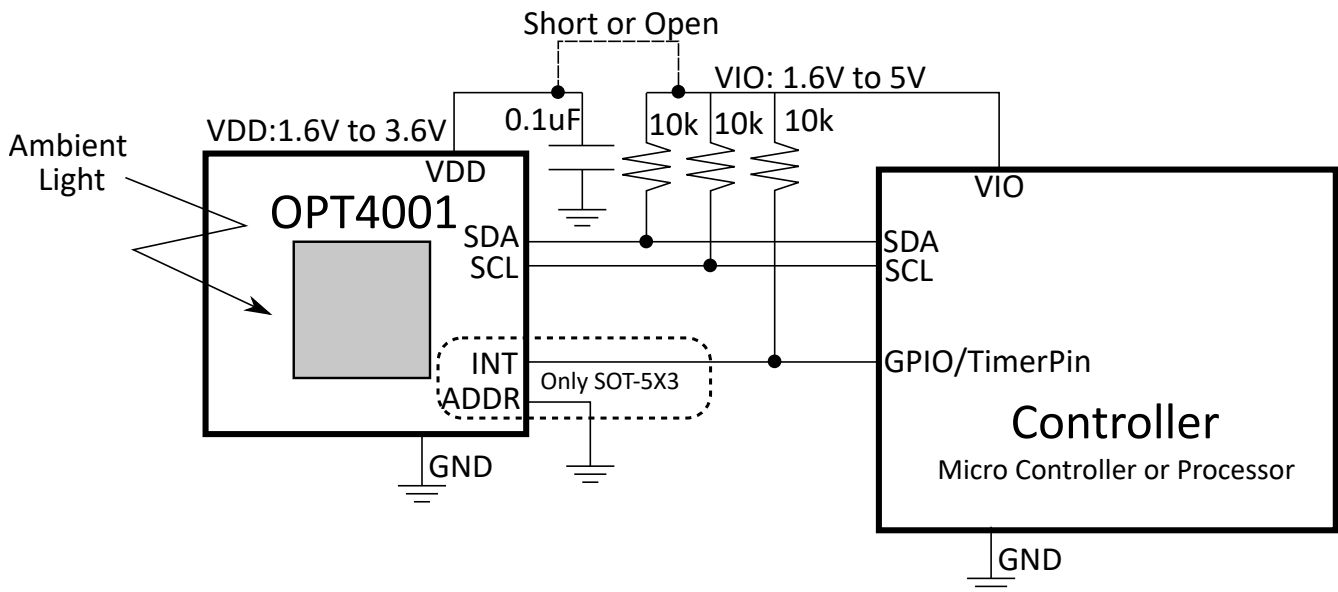 Short or Open
VIO: 1.6V to 5V
0.1uF
10k
10k
10k
VDD:1.6V to 3.6V
Ambient
Light
VDD
OPT4001
SDA
SCL
INT
ADDR
Only SOT-5X3
GND
VIO
SDA
SCL
GPIO/TimerPin
Controller
Micro Controller or Processor
GND